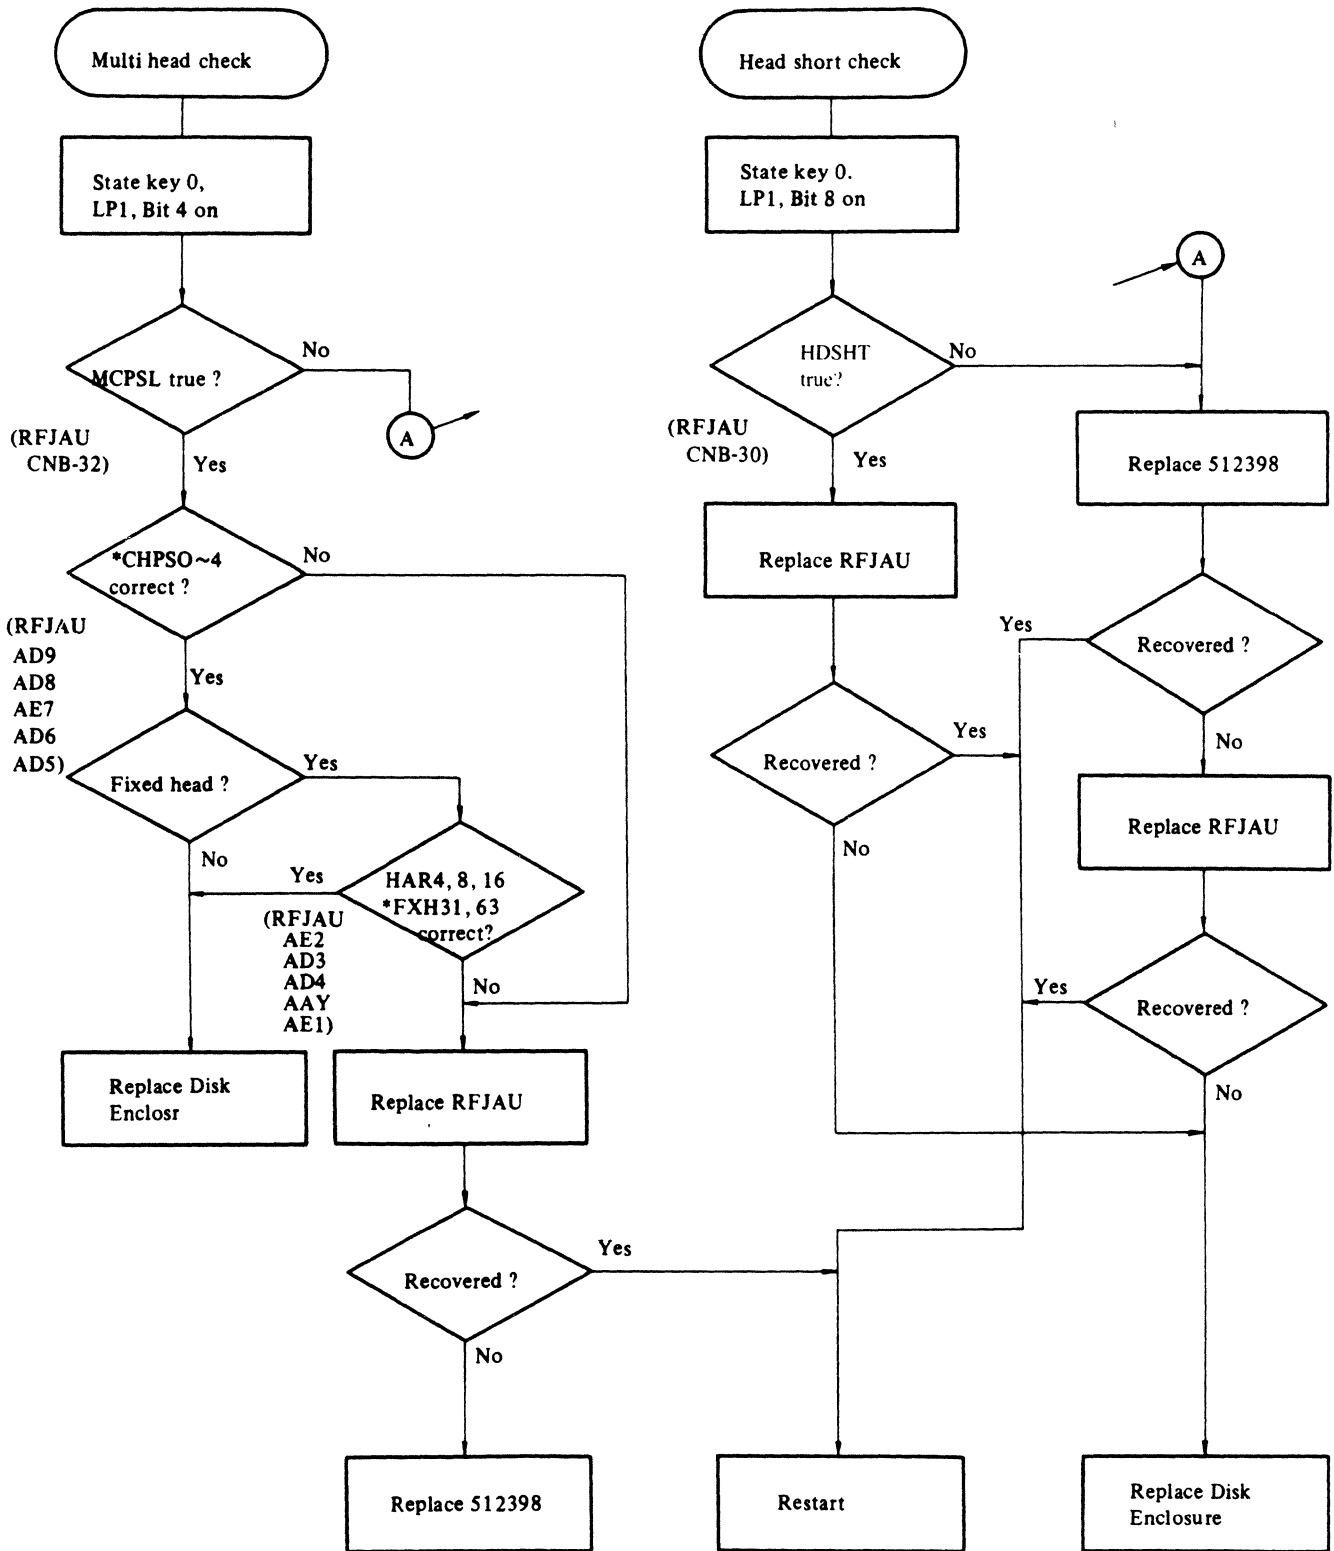 Multi head check
State key 0,
LP1, Bit 4 on
MCPSL true ?
No
A
(RFJAU
CNB-32)
Yes
*CHPSO~4
correct ?
No
(RFJAU
AD9
AD8
AE7
AD6
AD5)
Yes
Fixed head ?
Yes
No
HAR4, 8, 16
*FXH31, 63
correct?
Yes
(RFJAU
AE2
AD3
AD4
AAY
AE1)
No
Replace Disk
Enclosr
Replace RFJAU
Recovered ?
Yes
No
Replace 512398
Head short check
State key 0.
LP1, Bit 8 on
HDSHT
true?
No
A
(RFJAU
CNB-30)
Yes
Replace RFJAU
Recovered ?
Yes
No
Replace 512398
Recovered ?
Yes
No
Replace RFJAU
Recovered ?
Yes
No
Restart
Replace Disk
Enclosure